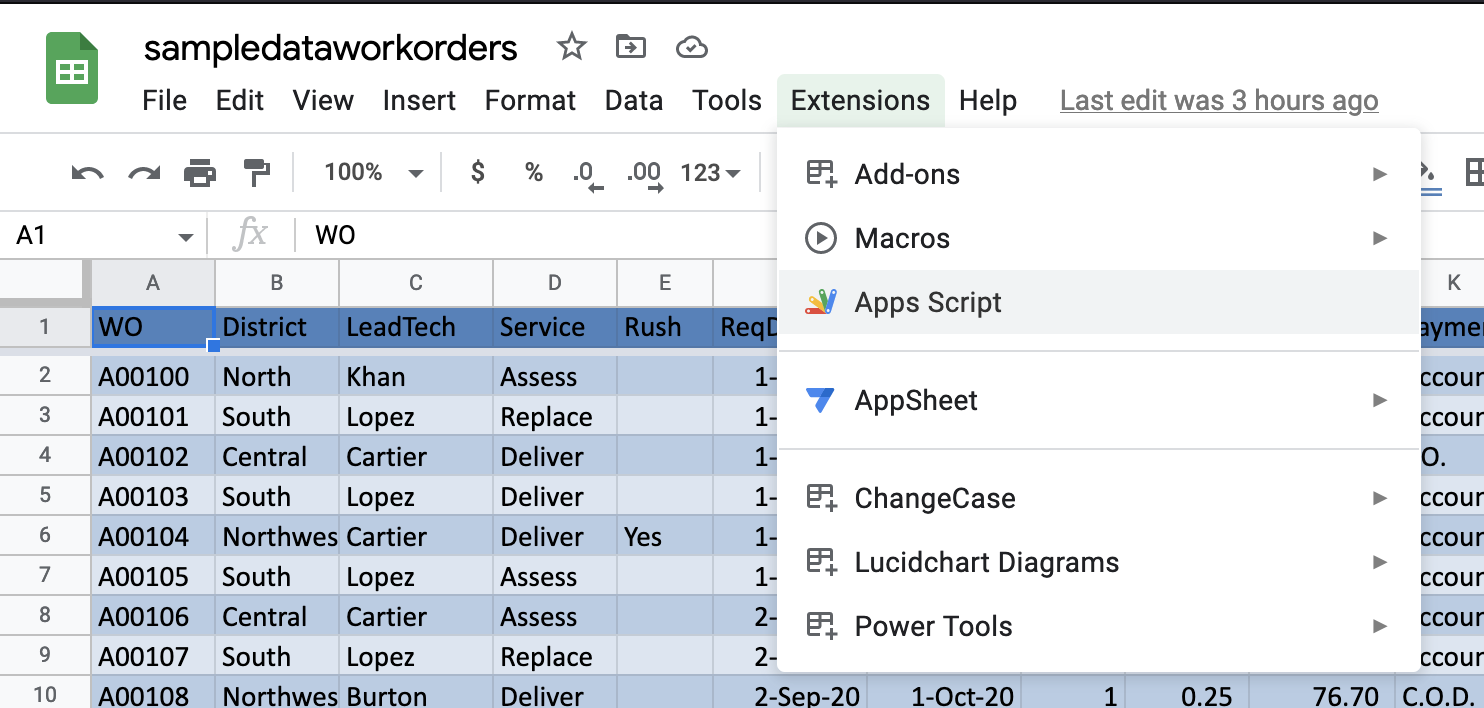 sampledataworkorders
File Edit View Insert Format Data Tools Extensions Help Last edit was 3 hours ago
100% $ % .0 .00 123
Add-ons
A1 fx WO
Macros
A B C D E K
Apps Script
1 WO District LeadTech Service Rush ReqD ayme
2 A00100 North Khan Assess 1- ccour
AppSheet
3 A00101 South Lopez Replace 1- ccour
4 A00102 Central Cartier Deliver 1- O.
5 A00103 South Lopez Deliver 1- ccour
ChangeCase
6 A00104 Northwes Cartier Deliver Yes 1- ccour
Lucidchart Diagrams
7 A00105 South Lopez Assess 1- ccour
8 A00106 Central Cartier Assess 2- ccour
Power Tools
9 A00107 South Lopez Replace 2- ccour
10 A00108 Northwes Burton Deliver 2-Sep-20 1-Oct-20 1 0.25 76.70 C.O.D.